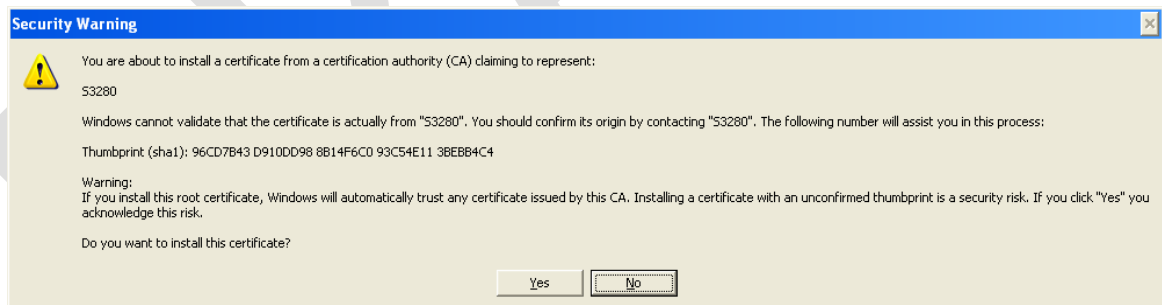 Security Warning
You are about to install a certificate from a certification authority (CA) claiming to represent:
S3280
Windows cannot validate that the certificate is actually from "S3280". You should confirm its origin by contacting "S3280". The following number will assist you in this process:
Thumbprint (sha1): 96CD7B43 D910DD98 8B14F6C0 93C54E11 3BEBB4C4
Warning:
If you install this root certificate, Windows will automatically trust any certificate issued by this CA. Installing a certificate with an unconfirmed thumbprint is a security risk. If you click "Yes" you
acknowledge this risk.
Do you want to install this certificate?
Yes No